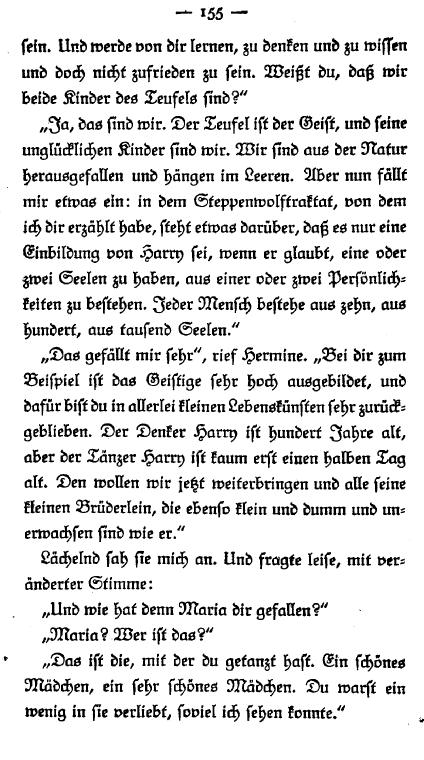 — 155 —
sein. Und werde von dir lernen, zu denken und zu wissen
und doch nicht zufrieden zu sein. Weißt du, daß wir
beide Kinder des Teufels sind?“
„Ja, das sind wir. Der Teufel ist der Geist, und seine
unglücklichen Kinder sind wir. Wir sind aus der Natur
herausgefallen und hängen im Leeren. Aber nun fällt
mir etwas ein: in dem Steppenwolftraktat, von dem
ich dir erzählt habe, steht etwas darüber, daß es nur eine
Einbildung von Harry sei, wenn er glaubt, eine oder
zwei Seelen zu haben, aus einer oder zwei Persönlich-
keiten zu bestehen. Jeder Mensch bestehe aus zehn, aus
hundert, aus tausend Seelen.“
„Das gefällt mir sehr“, rief Hermine. „Bei dir zum
Beispiel ist das Geistige sehr hoch ausgebildet, und
dafür bist du in allerlei kleinen Lebenskünsten sehr zurück-
geblieben. Der Denker Harry ist hundert Jahre alt,
aber der Tänzer Harry ist kaum erst einen halben Tag
alt. Den wollen wir jetzt weiterbringen und alle seine
kleinen Brüderlein, die ebenso klein und dumm und un-
erwachsen sind wie er.“
Lächelnd sah sie mich an. Und fragte leise, mit ver-
änderter Stimme:
„Und wie hat denn Maria dir gefallen?“
„Maria? Wer ist das?“
„Das ist die, mit der du getanzt hast. Ein schönes
Mädchen, ein sehr schönes Mädchen. Du warst ein
wenig in sie verliebt, soviel ich sehen konnte.“